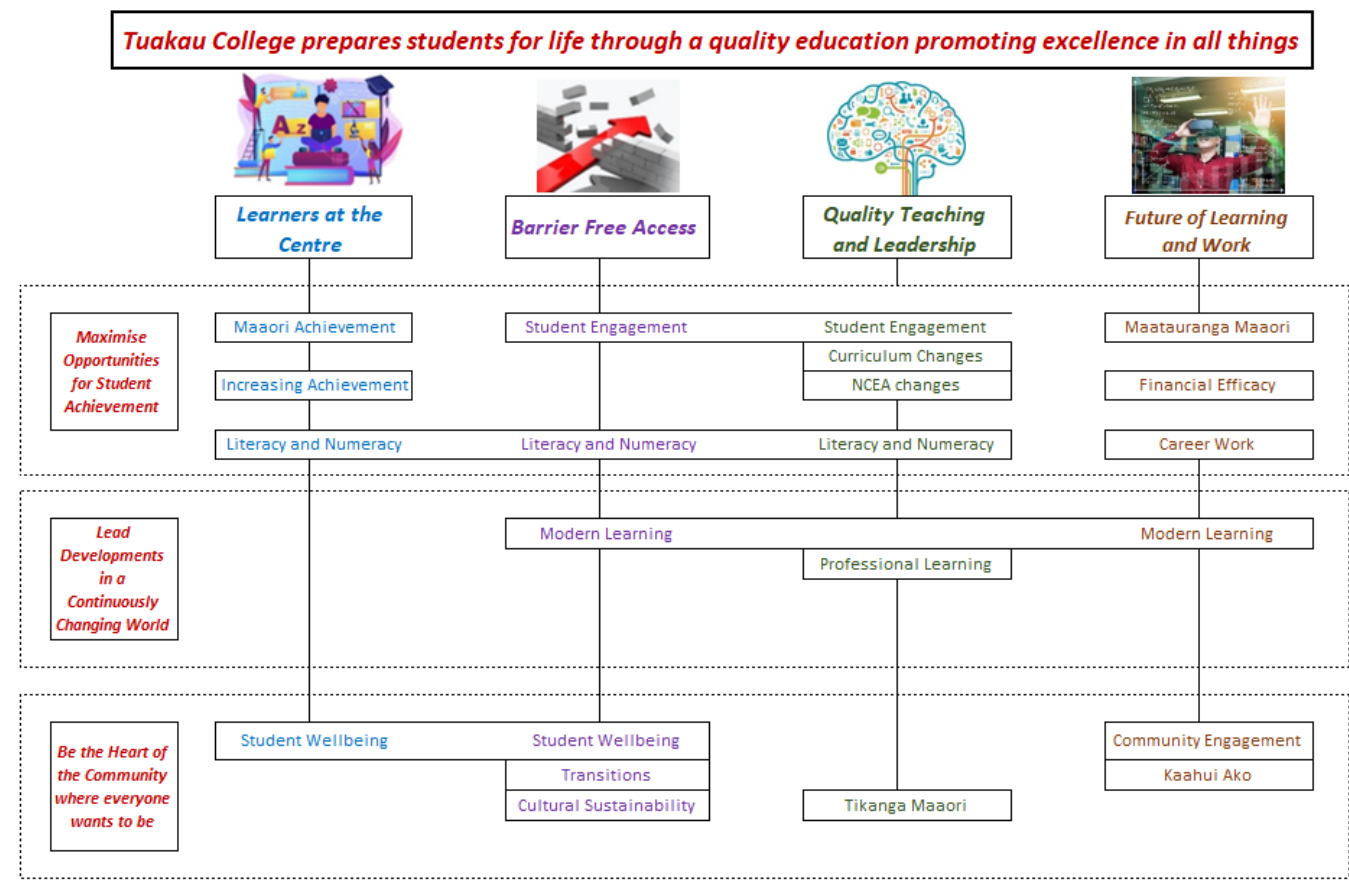 Tuakau College prepares students for life through a quality education promoting excellence in all things
Learners at the
Centre
Barrier Free Access
Quality Teaching
and Leadership
Future of Learning
and Work
Maximise
Opportunities
for Student
Achievement
Maaori Achievement
Student Engagement
Student Engagement
Maatauranga Maaori
Curriculum Changes
Increasing Achievement
NCEA changes
Financial Efficacy
Literacy and Numeracy
Literacy and Numeracy
Literacy and Numeracy
Career Work
Lead
Developments
in a
Continuously
Changing World
Modern Learning
Modern Learning
Professional Learning
Be the Heart of
the Community
where everyone
wants to be
Student Wellbeing
Student Wellbeing
Community Engagement
Transitions
Kaahui Ako
Cultural Sustainability
Tikanga Maaori